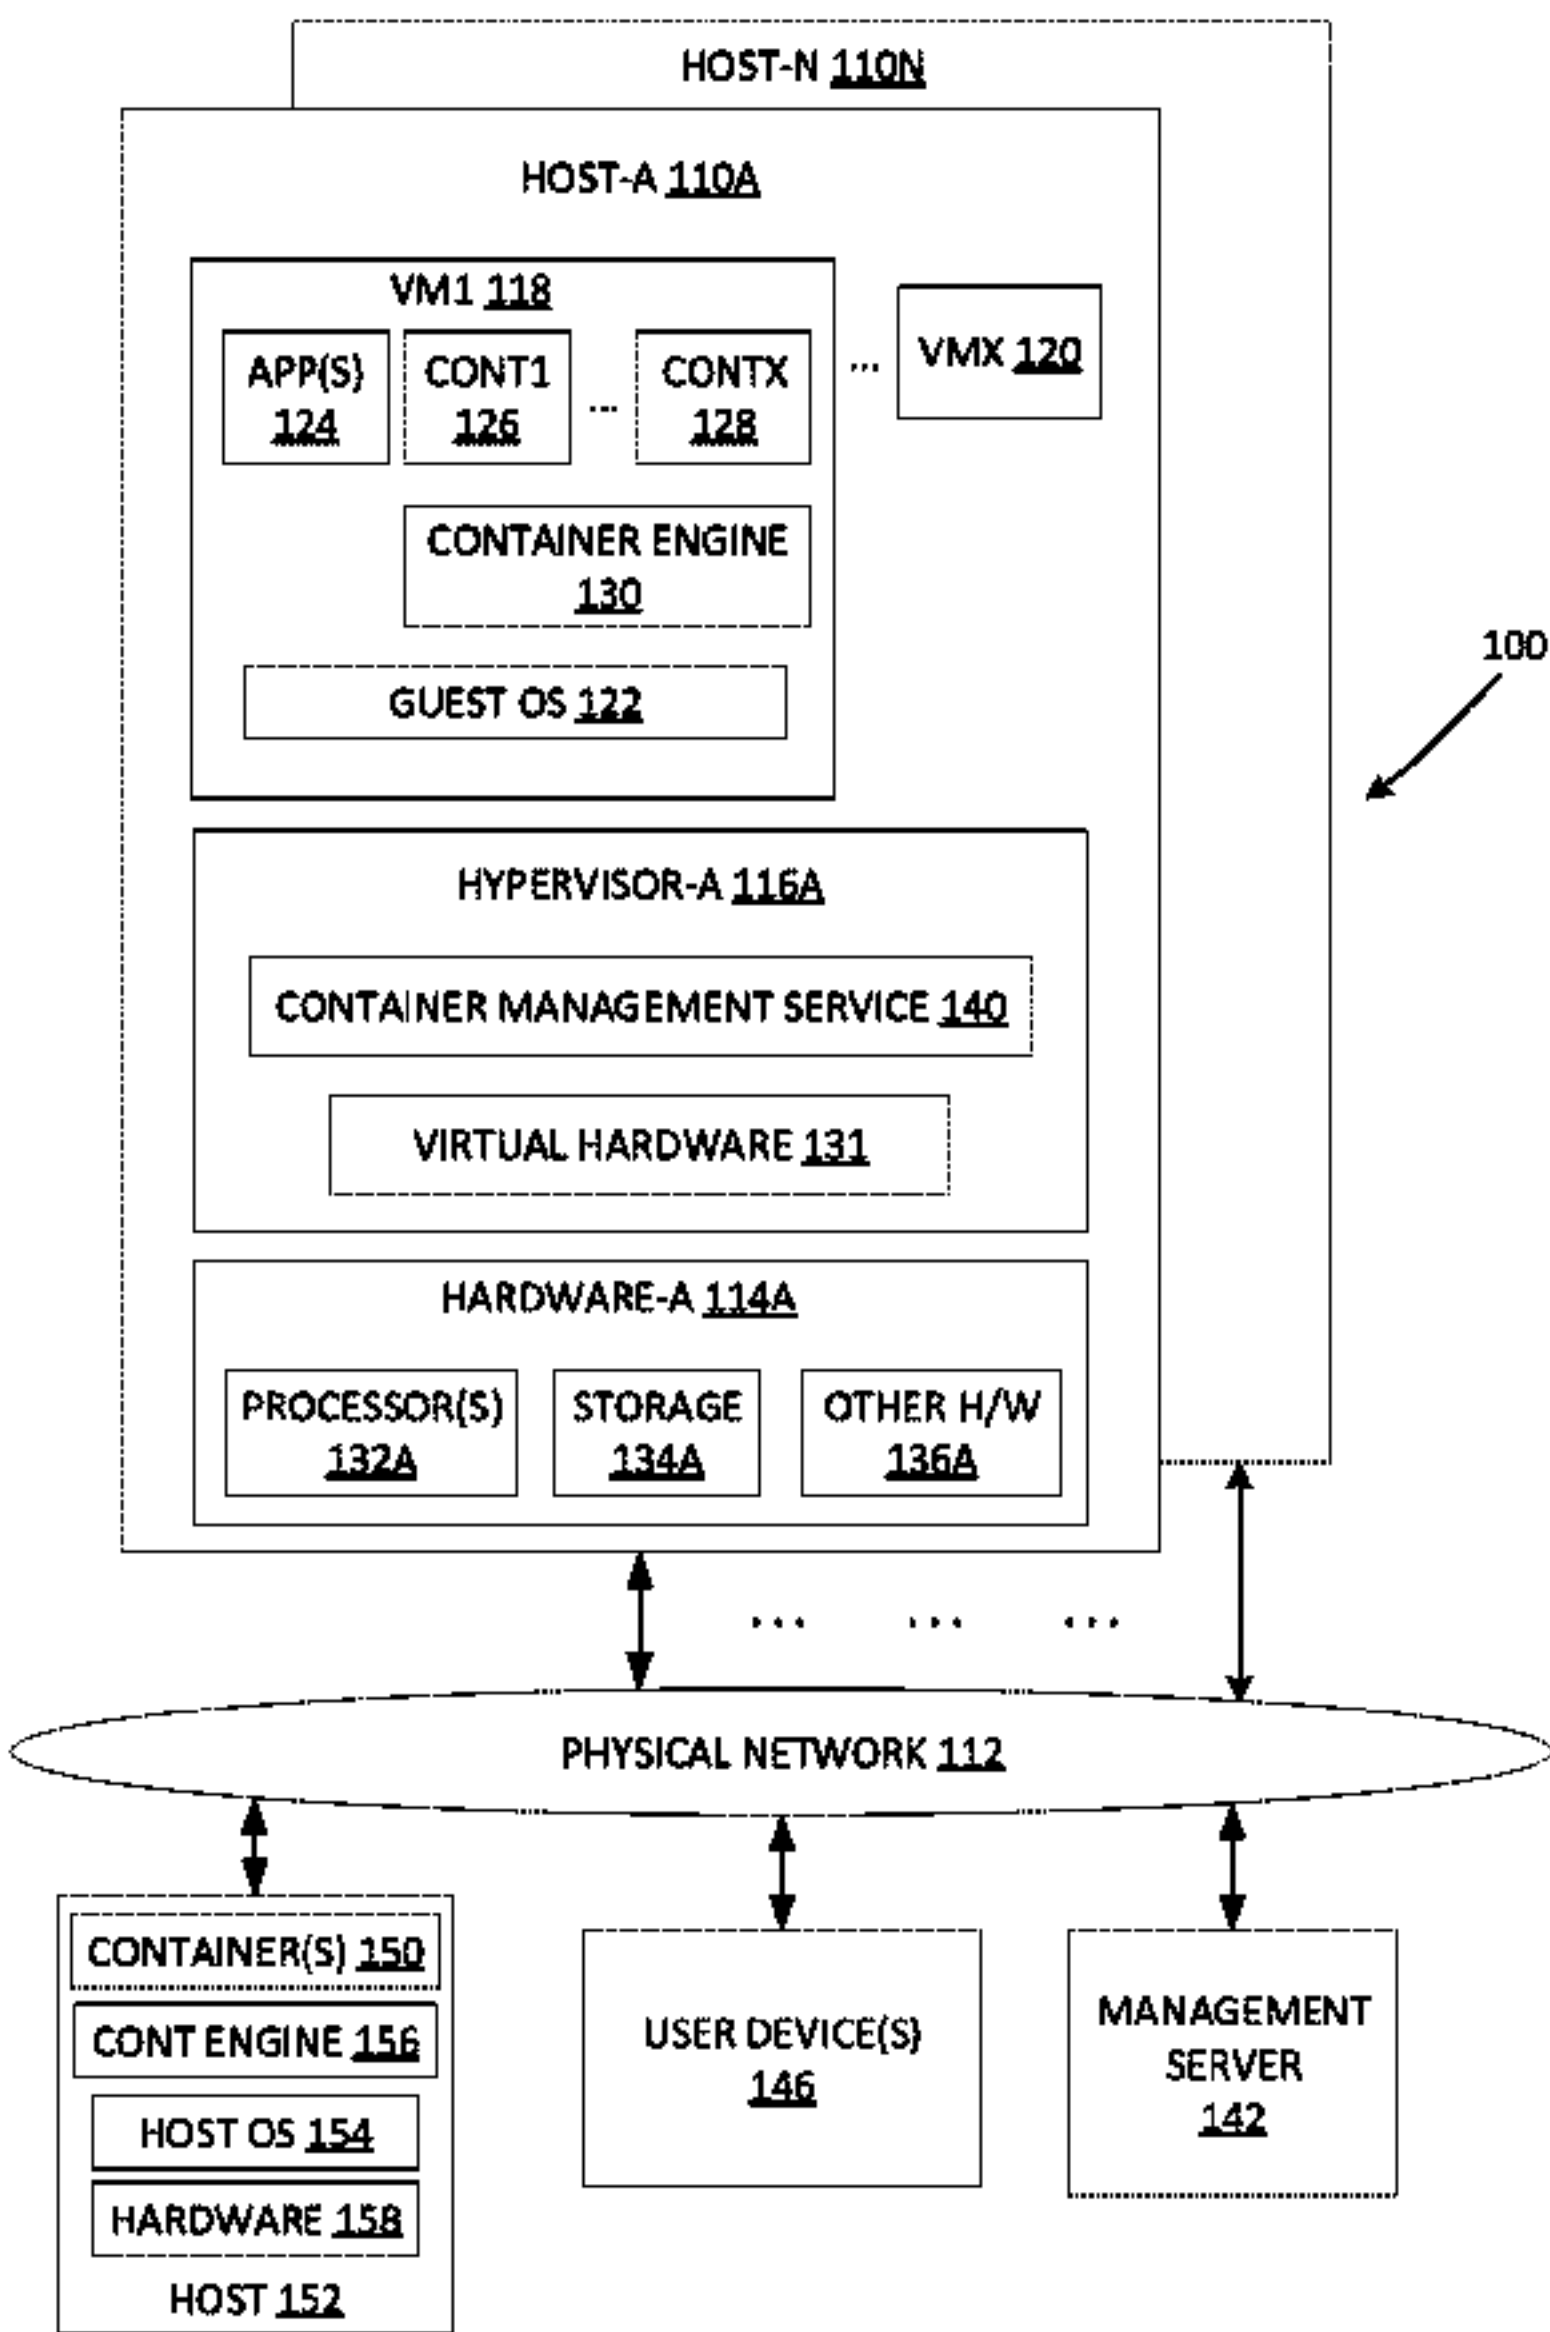 HOST-N 110N
HOST-A 110A
VM1 118
APP(S)
124
CONT1
126
...
CONTX
128
...
VMX 120
CONTAINER ENGINE
130
GUEST OS 122
100
HYPERVISOR-A 116A
CONTAINER MANAGEMENT SERVICE 140
VIRTUAL HARDWARE 131
HARDWARE-A 114A
PROCESSOR(S)
132A
STORAGE
134A
OTHER H/W
136A
... ... ...
PHYSICAL NETWORK 112
CONTAINER(S) 150
CONT ENGINE 156
HOST OS 154
HARDWARE 158
HOST 152
USER DEVICE(S)
146
MANAGEMENT
SERVER
142